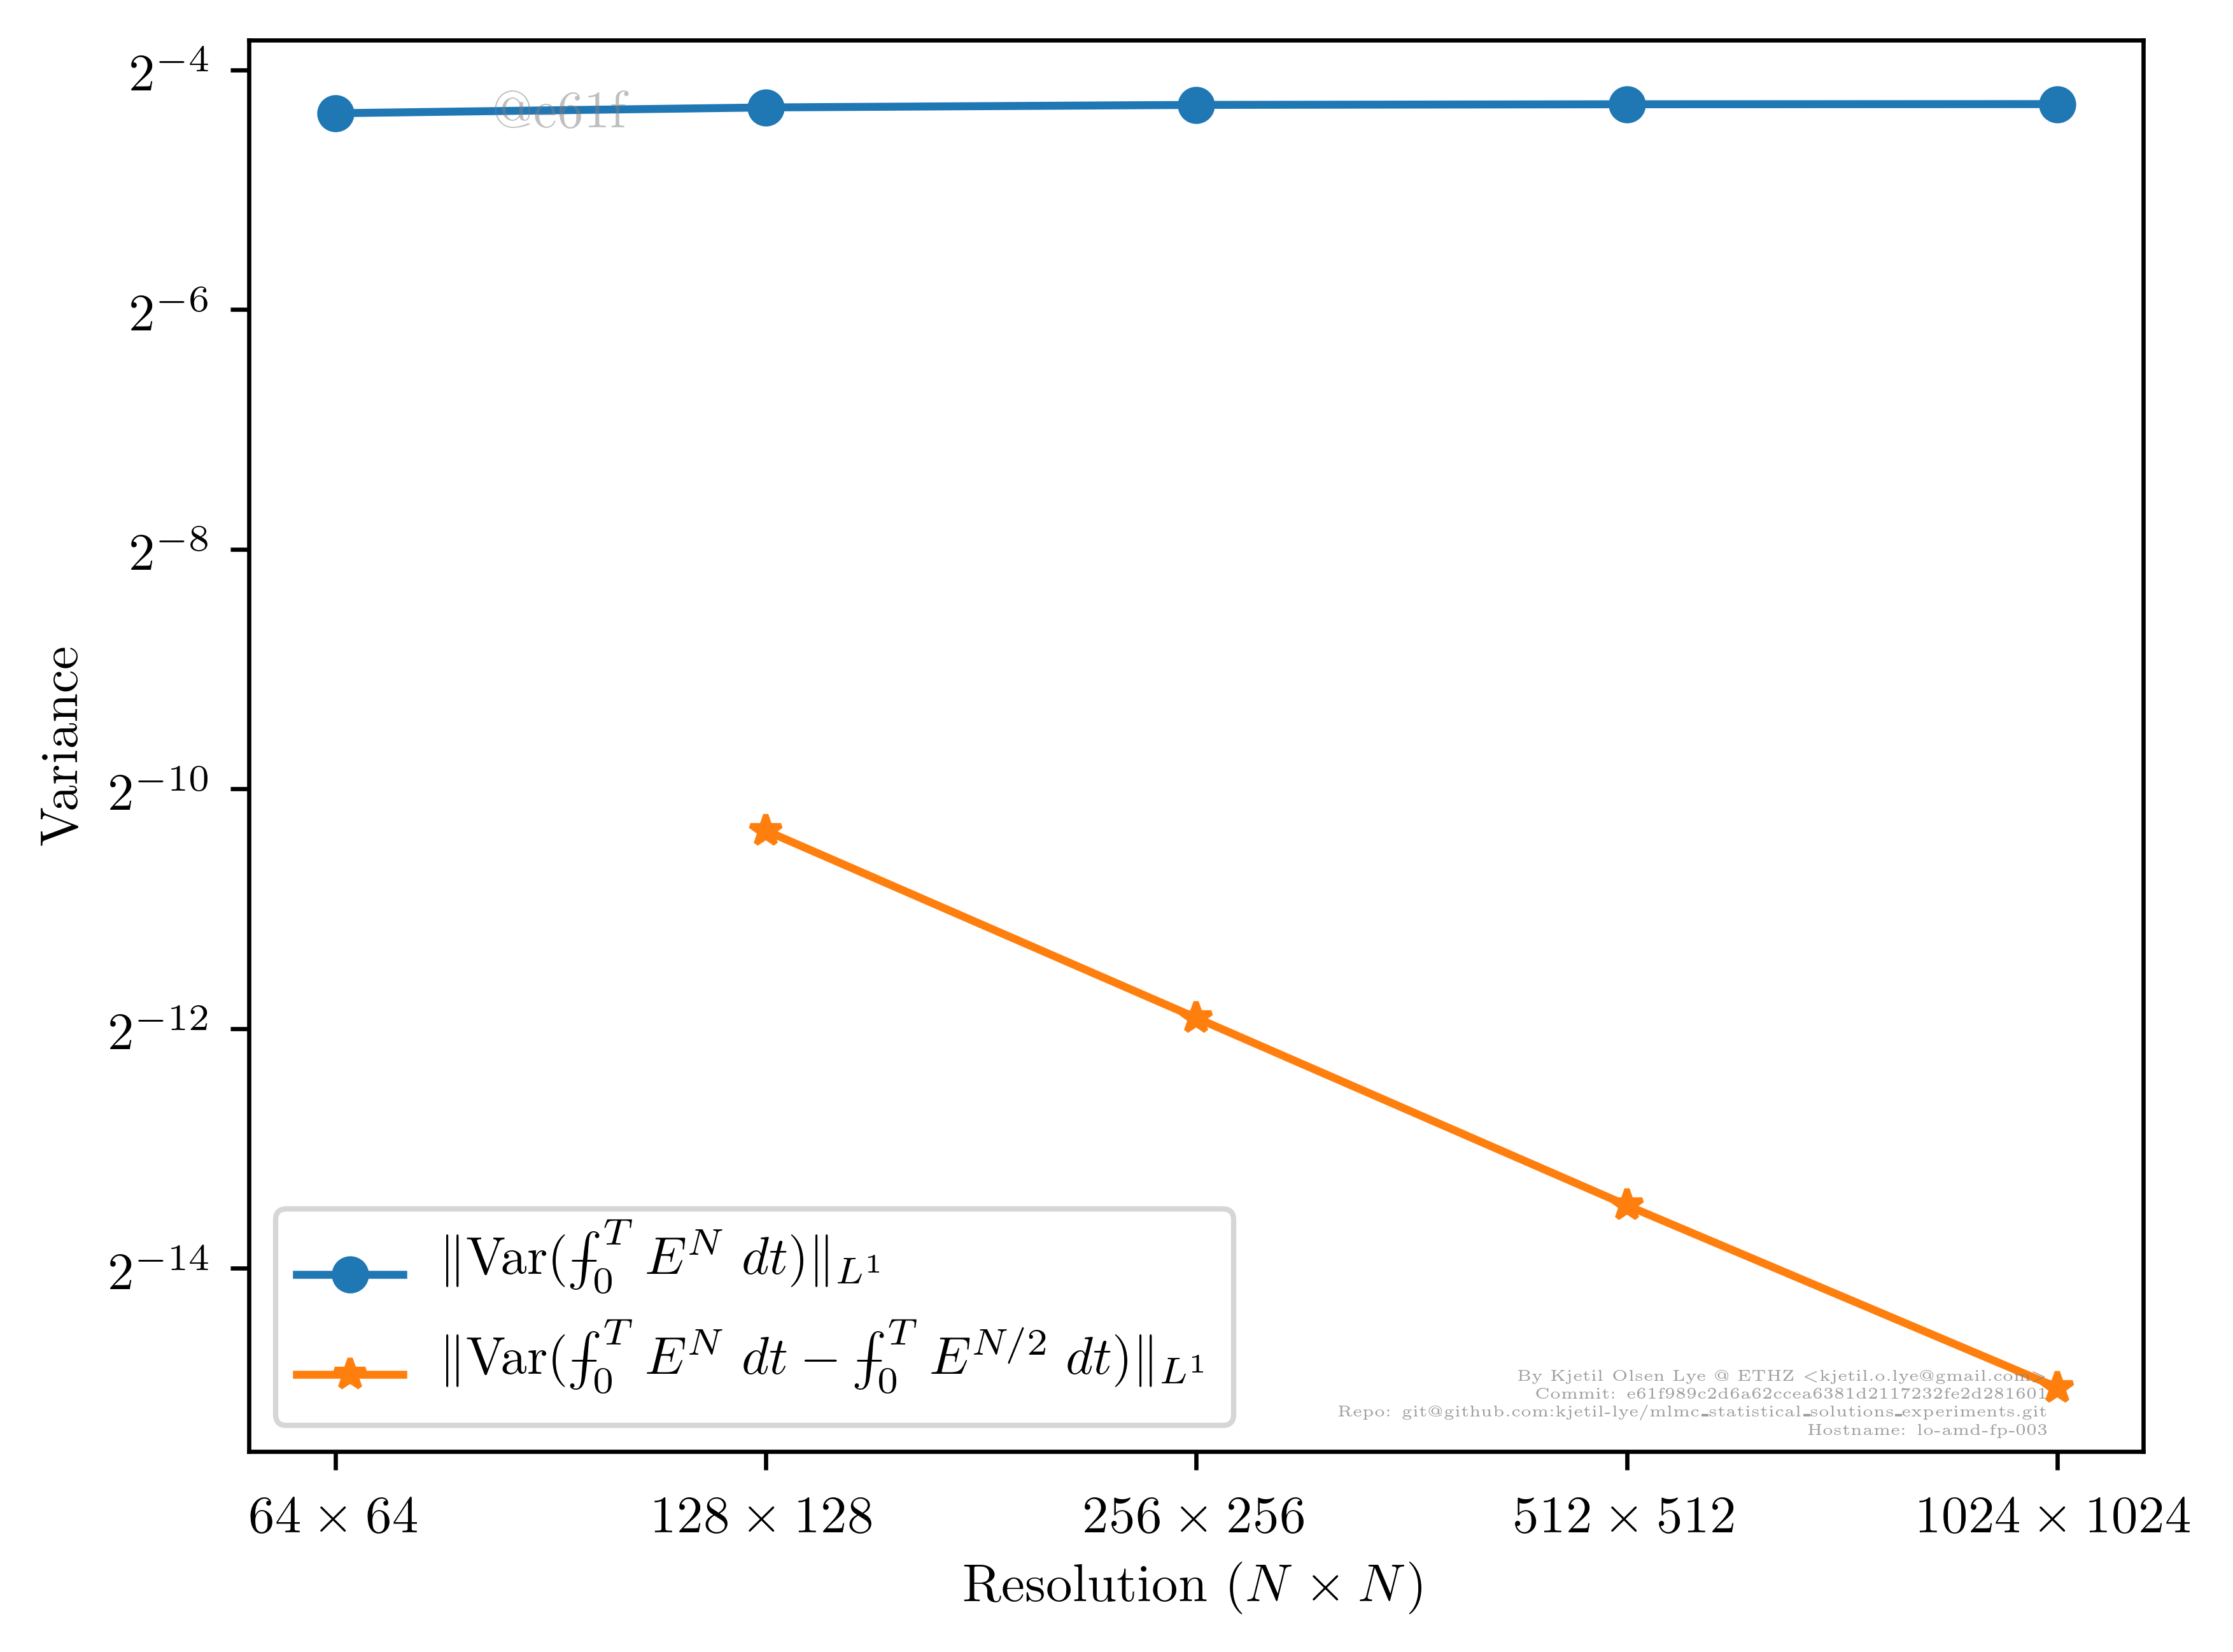 2^{-4}
@e61f
2^{-6}
2^{-8}
2^{-10}
2^{-12}
2^{-14}
Variance
‖Var(⨍_0^T E^N dt)‖_{L^1}
‖Var(⨍_0^T E^N dt − ⨍_0^T E^{N/2} dt)‖_{L^1}
By Kjetil Olsen Lye @ ETHZ <kjetil.o.lye@gmail.com>
Commit: e61f989c2d6a62ccea6381d2117232fe2d281601
Repo: git@github.com:kjetil-lye/mlmc_statistical_solutions_experiments.git
Hostname: lo-amd-fp-003
64 × 64 128 × 128 256 × 256 512 × 512 1024 × 1024
Resolution (N × N)